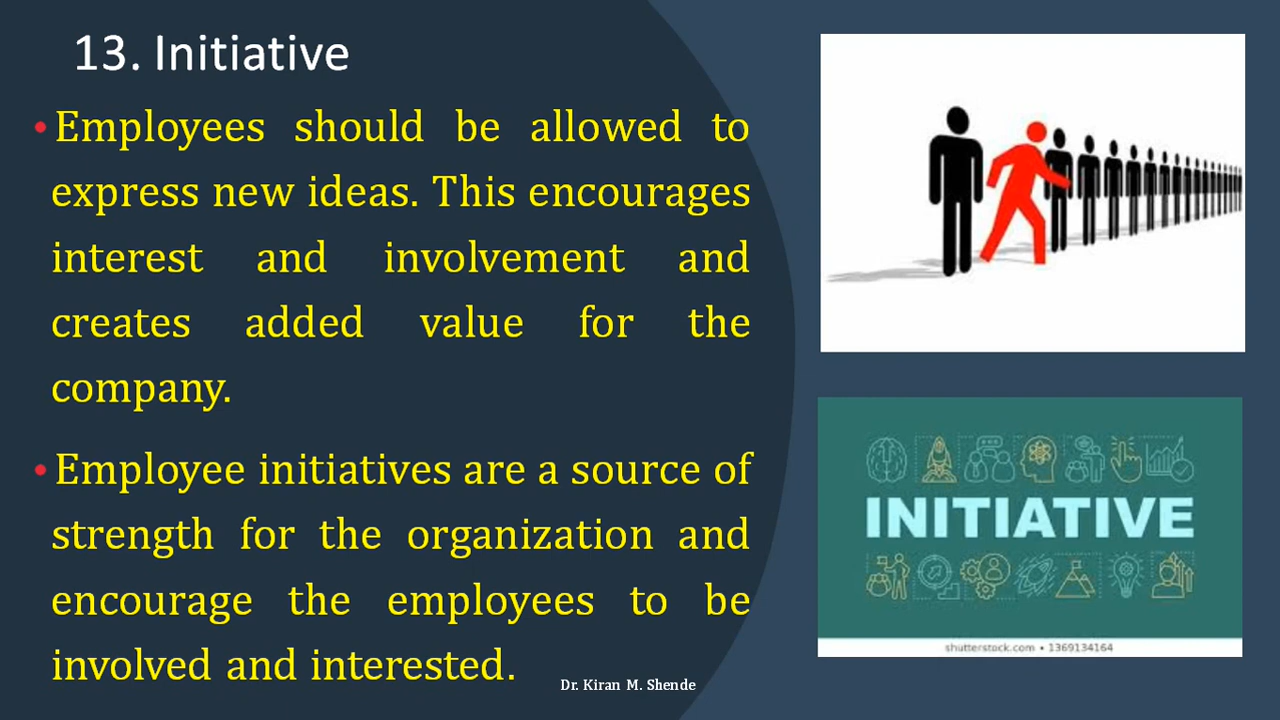 13. Initiative
•Employees should be allowed to
express new ideas. This encourages
interest and involvement and
creates added value for the
company.
•Employee initiatives are a source of
strength for the organization and
encourage the employees to be
involved and interested.
Dr. Kiran M. Shende
INITIATIVE
shutterstock.com • 1369134164